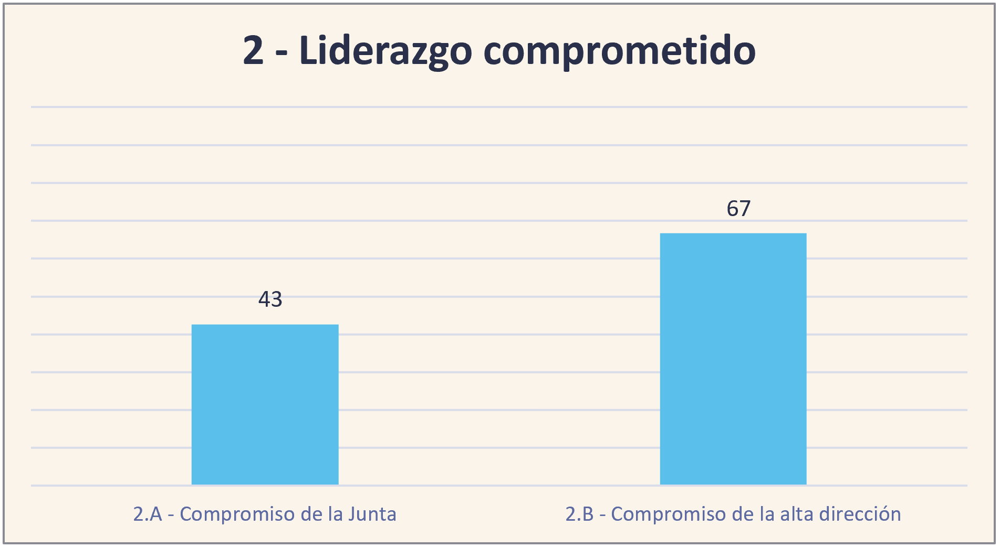 2 - Liderazgo comprometido
67
43
2.A - Compromiso de la Junta
2.B - Compromiso de la alta dirección